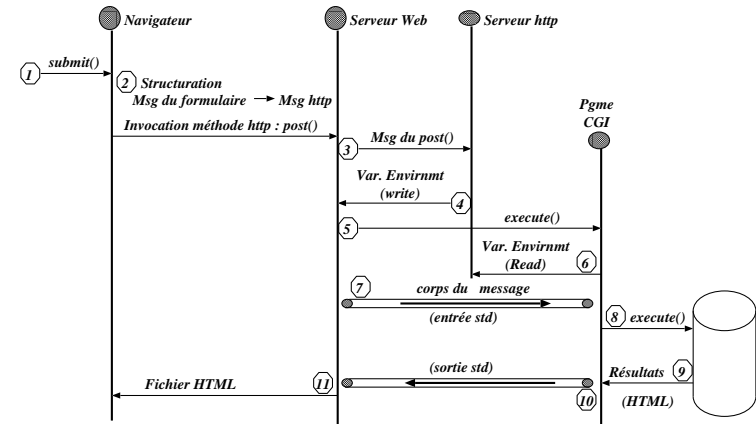 Navigateur
Serveur Web
Serveur http
1
submit()
2 Structuration
Msg du formulaire Msg http
Pgme
CGI
Invocation méthode http : post()
3
Msg du post()
Var. Envirnmt
(write)
4
5
execute()
Var. Envirnmt
(Read)
6
7
corps du message
(entrée std)
8
execute()
(sortie std)
Résultats
9
(HTML)
10
Fichier HTML
11